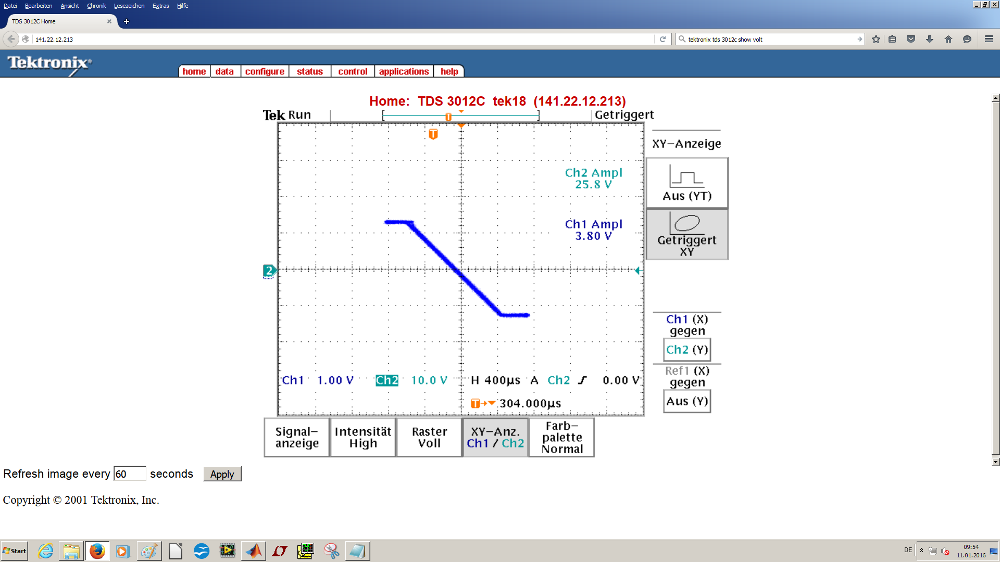 Datei Bearbeiten Ansicht Chronik Lesezeichen Extras Hilfe
TDS 3012C Home
141.22.12.213
tektronix tds 3012c show volt
Tektronix®
home data configure status control applications help
Home: TDS 3012C tek18 (141.22.12.213)
Tek Run
T
Getriggert
T
XY-Anzeige
Ch2 Ampl
25.8 V
Aus (YT)
Ch1 Ampl
3.80 V
Getriggert
XY
2
Ch1 (X)
gegen
Ch2 (Y)
Ref1 (X)
gegen
Aus (Y)
Ch1 1.00 V Ch2 10.0 V H 400µs A Ch2 0.00 V
T 304.000µs
Signal-
anzeige
Intensität
High
Raster
Voll
XY-Anz.
Ch1 / Ch2
Farb-
palette
Normal
Refresh image every 60 seconds Apply
Copyright © 2001 Tektronix, Inc.
Start
DE
09:54
11.01.2016